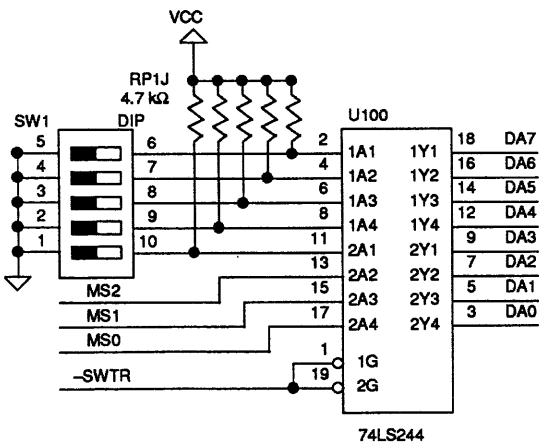 VCC
RP1J
4.7 kΩ
SW1
DIP
U100
5 6 2 1A1 1Y1 18 DA7
4 7 4 1A2 1Y2 16 DA6
3 8 6 1A3 1Y3 14 DA5
2 9 8 1A4 1Y4 12 DA4
1 10 11 2A1 2Y1 9 DA3
MS2 13 2A2 2Y2 7 DA2
MS1 15 2A3 2Y3 5 DA1
MS0 17 2A4 2Y4 3 DA0
1 1G
–SWTR 19 2G
74LS244